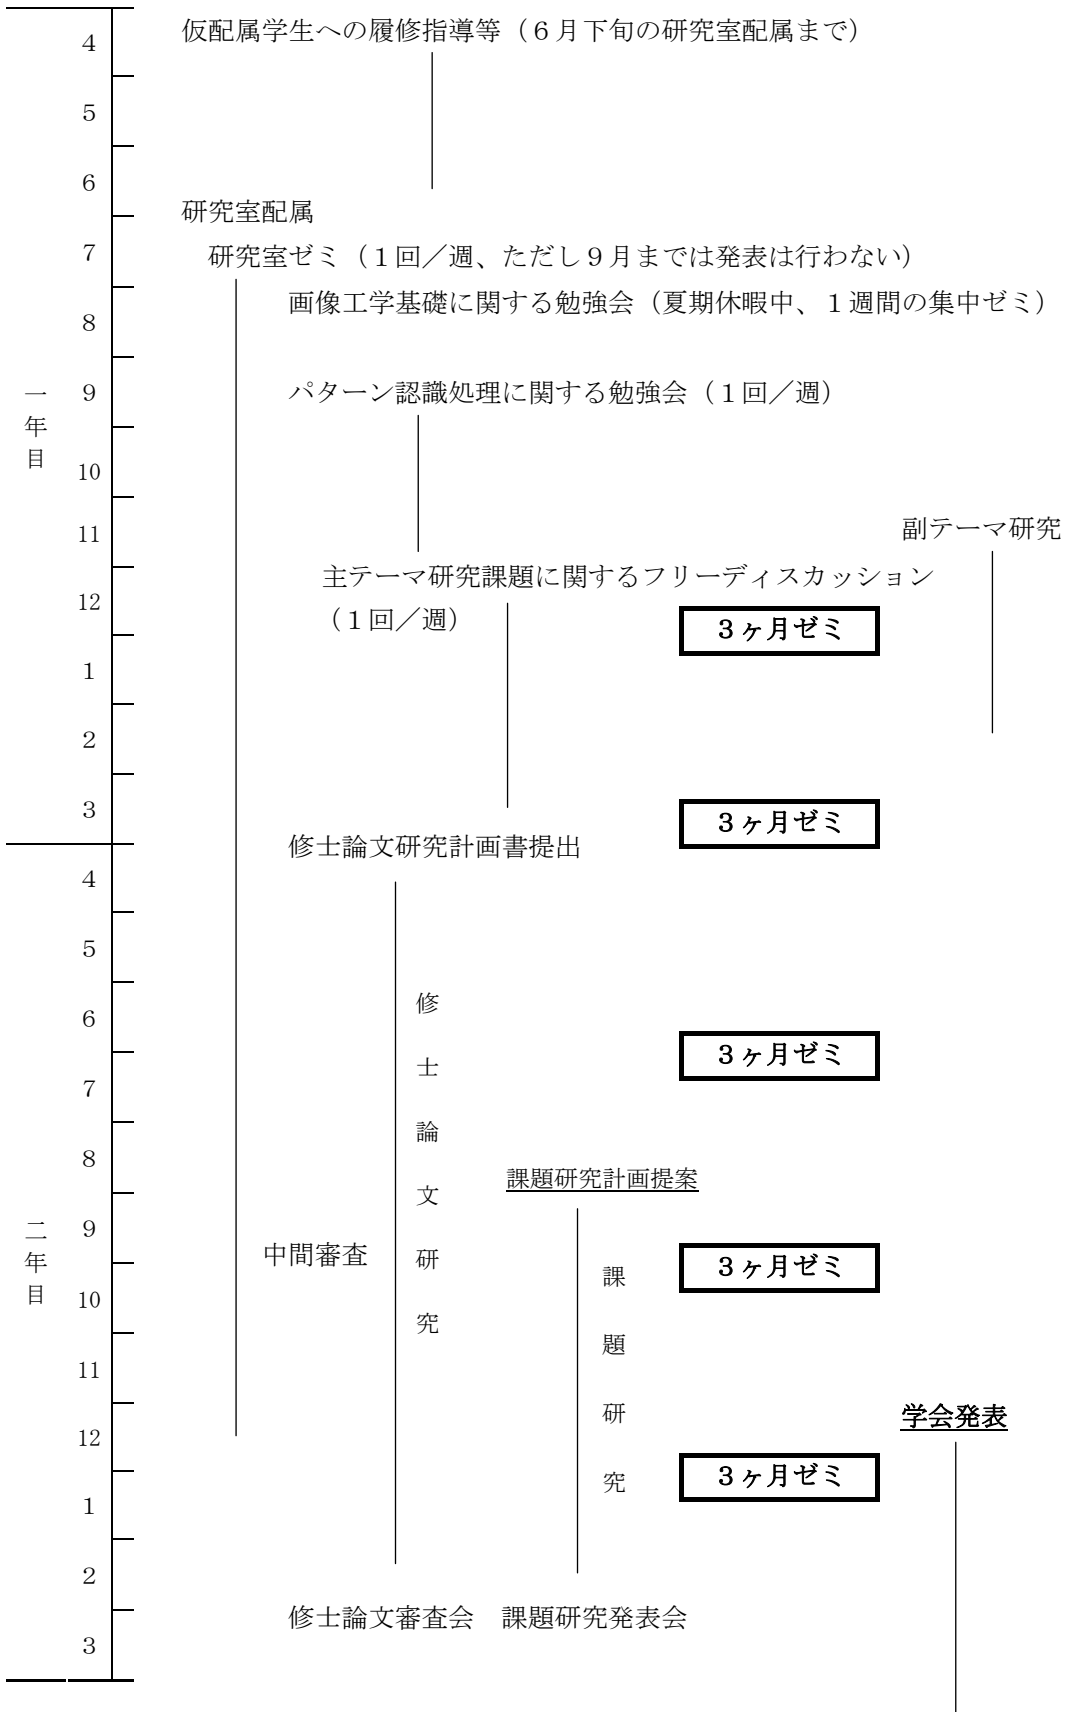 4
仮配属学生への履修指導等（６月下旬の研究室配属まで）
5
6
研究室配属
7
研究室ゼミ（１回／週、ただし９月までは発表は行わない）
画像工学基礎に関する勉強会（夏期休暇中、１週間の集中ゼミ）
8
一年目
9
パターン認識処理に関する勉強会（１回／週）
10
11
副テーマ研究
主テーマ研究課題に関するフリーディスカッション
12
（１回／週）
３ヶ月ゼミ
1
2
3
３ヶ月ゼミ
修士論文研究計画書提出
4
5
修士論文研究
6
３ヶ月ゼミ
7
8
課題研究計画提案
二年目
9
中間審査
３ヶ月ゼミ
課題研究
10
11
学会発表
12
３ヶ月ゼミ
1
2
修士論文審査会　課題研究発表会
3